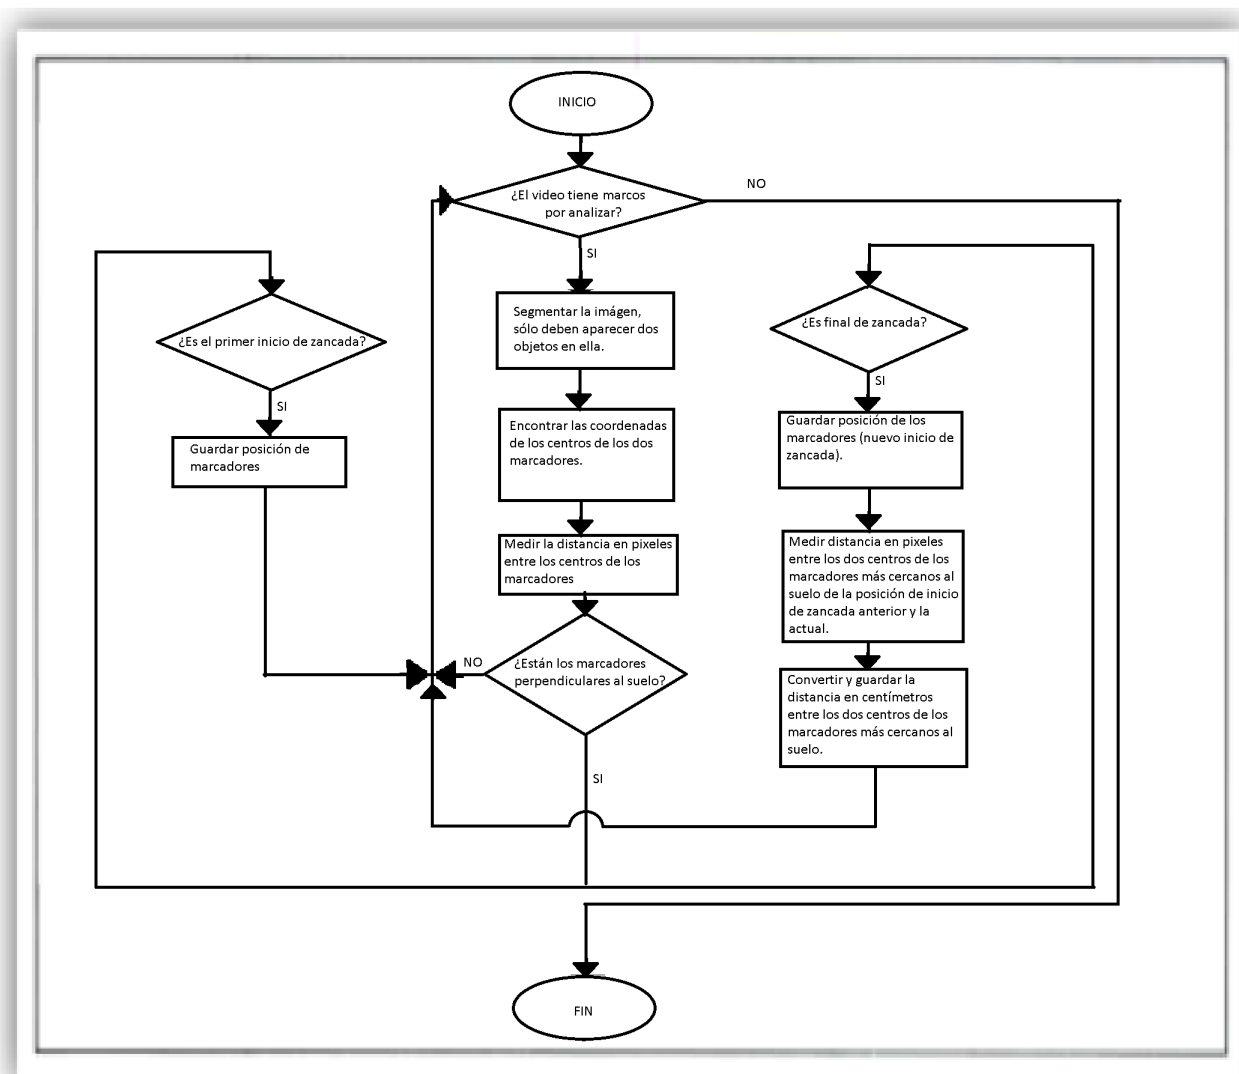 INICIO
¿El video tiene marcos
por analizar?
NO
SI
Segmentar la imágen,
sólo deben aparecer dos
objetos en ella.
Encontrar las coordenadas
de los centros de los dos
marcadores.
Medir la distancia en pixeles
entre los centros de los
marcadores
¿Están los marcadores
perpendiculares al suelo?
NO
SI
¿Es el primer inicio de zancada?
SI
Guardar posición de
marcadores
¿Es final de zancada?
SI
Guardar posición de los
marcadores (nuevo inicio de
zancada).
Medir distancia en pixeles
entre los dos centros de los
marcadores más cercanos al
suelo de la posición de inicio
de zancada anterior y la
actual.
Convertir y guardar la
distancia en centímetros
entre los dos centros de los
marcadores más cercanos al
suelo.
FIN